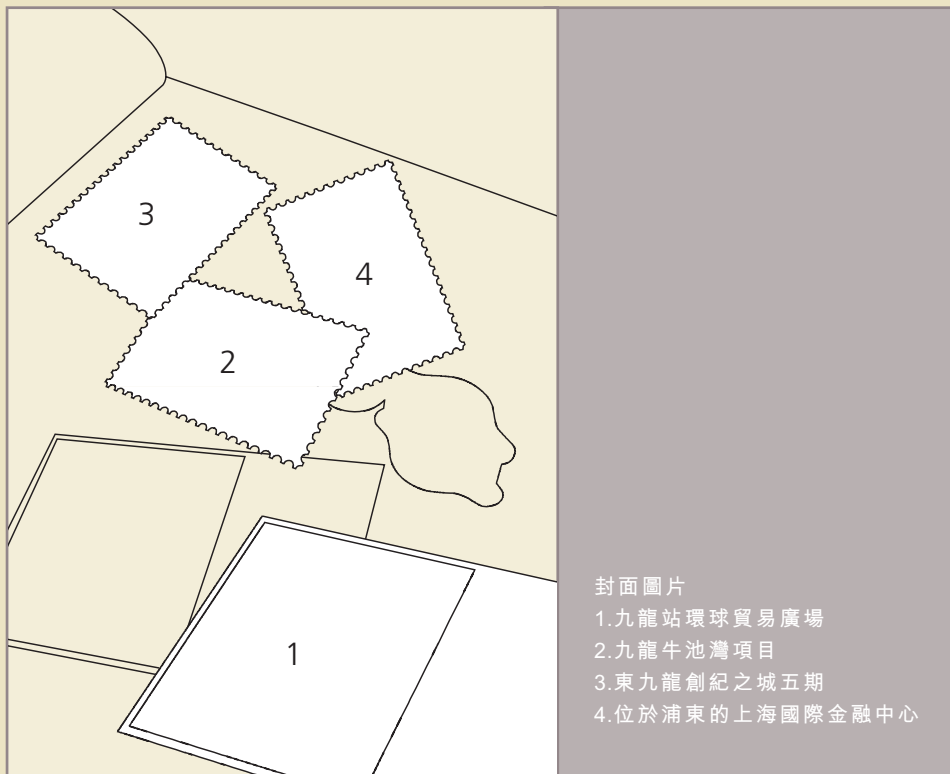 3
4
2
1
封面圖片
1.九龍站環球貿易廣場
2.九龍牛池灣項目
3.東九龍創紀之城五期
4.位於浦東的上海國際金融中心